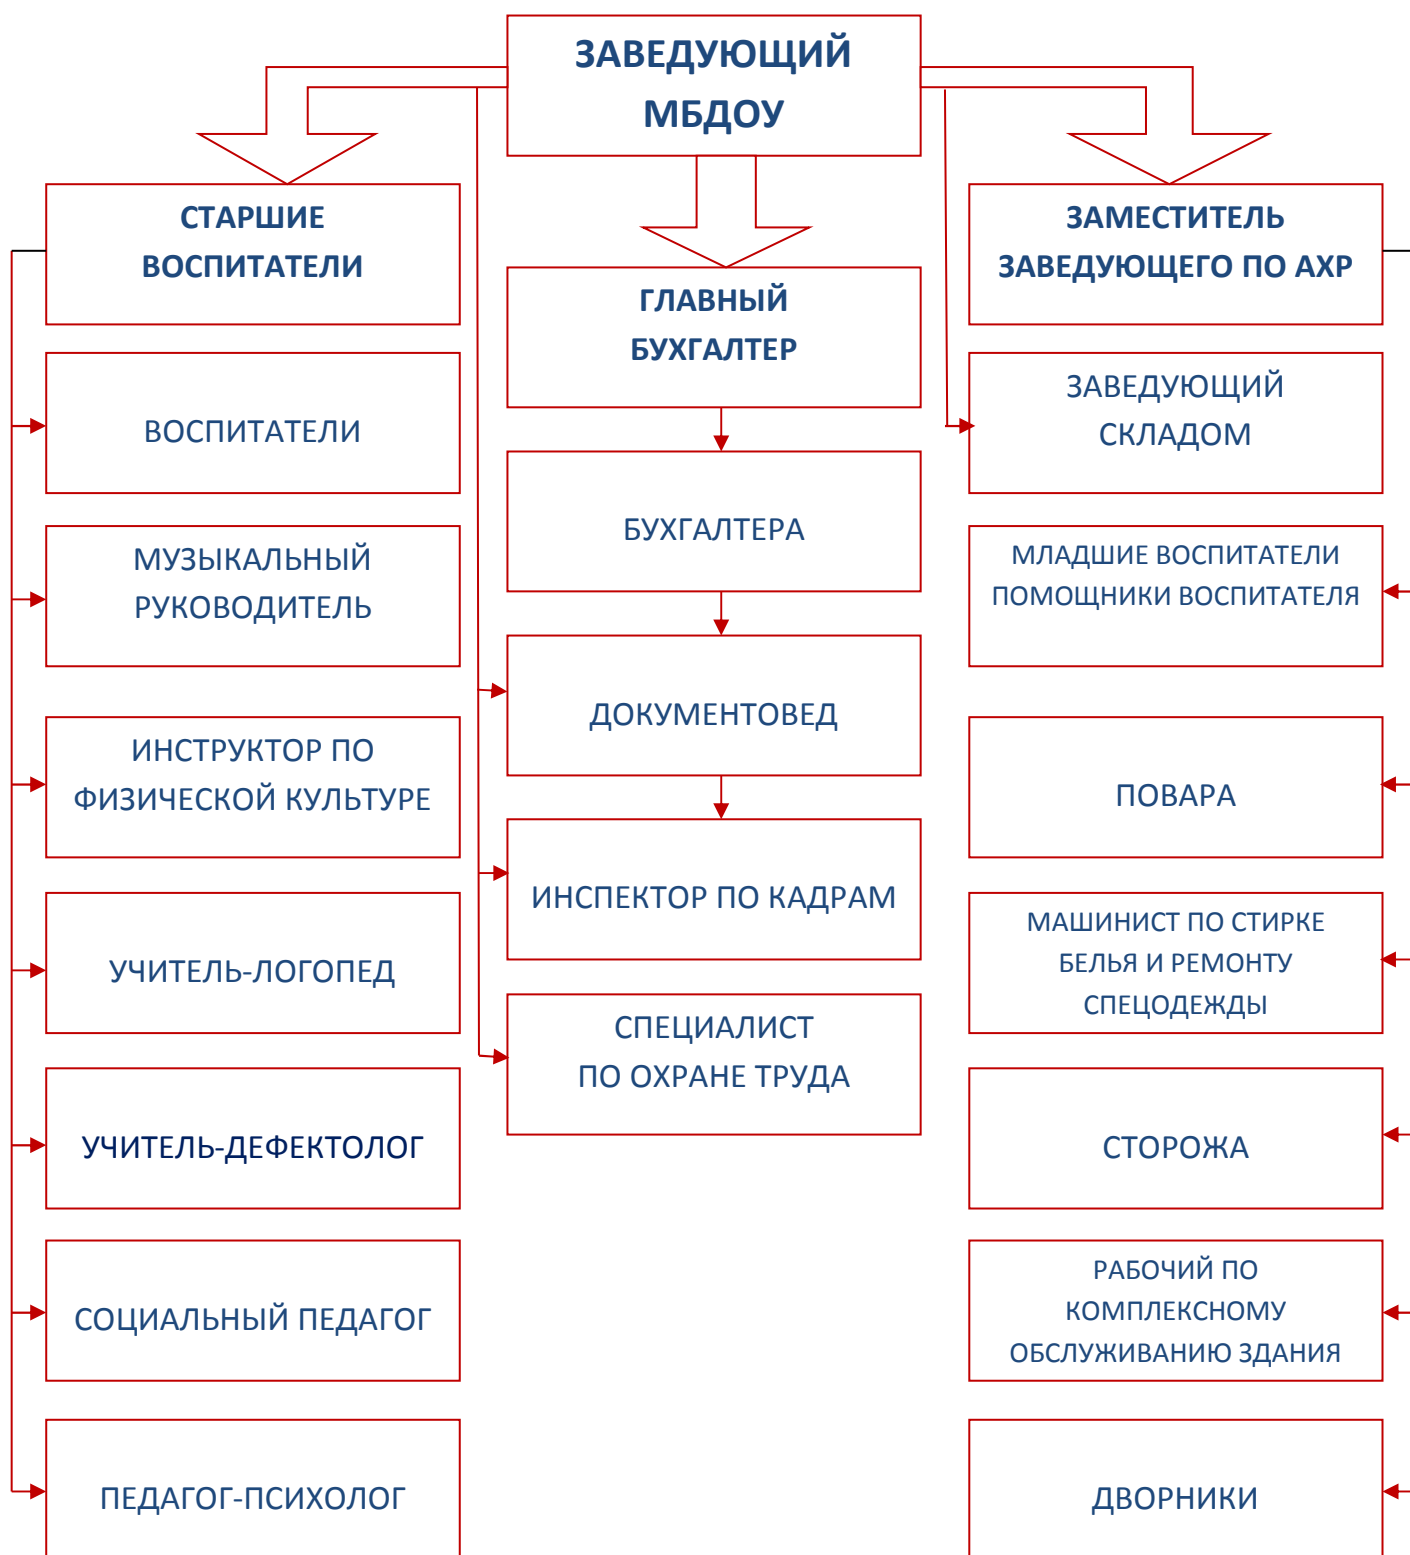 ЗАВЕДУЮЩИЙ
МБДОУ
СТАРШИЕ
ВОСПИТАТЕЛИ
ВОСПИТАТЕЛИ
МУЗЫКАЛЬНЫЙ
РУКОВОДИТЕЛЬ
ИНСТРУКТОР ПО
ФИЗИЧЕСКОЙ КУЛЬТУРЕ
УЧИТЕЛЬ-ЛОГОПЕД
УЧИТЕЛЬ-ДЕФЕКТОЛОГ
СОЦИАЛЬНЫЙ ПЕДАГОГ
ПЕДАГОГ-ПСИХОЛОГ
ГЛАВНЫЙ
БУХГАЛТЕР
БУХГАЛТЕРА
ДОКУМЕНТОВЕД
ИНСПЕКТОР ПО КАДРАМ
СПЕЦИАЛИСТ
ПО ОХРАНЕ ТРУДА
ЗАМЕСТИТЕЛЬ
ЗАВЕДУЮЩЕГО ПО АХР
ЗАВЕДУЮЩИЙ
СКЛАДОМ
МЛАДШИЕ ВОСПИТАТЕЛИ
ПОМОЩНИКИ ВОСПИТАТЕЛЯ
ПОВАРА
МАШИНИСТ ПО СТИРКЕ
БЕЛЬЯ И РЕМОНТУ
СПЕЦОДЕЖДЫ
СТОРОЖА
РАБОЧИЙ ПО
КОМПЛЕКСНОМУ
ОБСЛУЖИВАНИЮ ЗДАНИЯ
ДВОРНИКИ